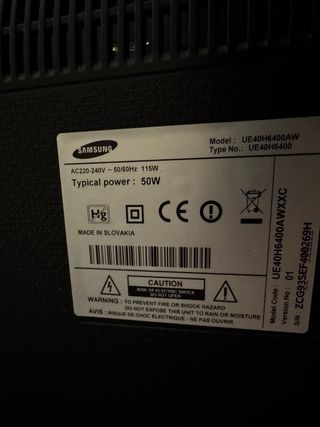 SAMSUNG
Model : UE40H6400AW
Type No.: UE40H6400
AC220-240V ~ 50/60Hz 115W
Typical power : 50W
Hg
MADE IN SLOVAKIA
CAUTION
RISK OF ELECTRIC SHOCK
DO NOT OPEN
WARNING : TO PREVENT FIRE OR SHOCK HAZARD
DO NOT EXPOSE THIS UNIT TO RAIN OR MOISTURE
AVIS : RISQUE DE CHOC ELECTRIQUE - NE PAS OUVRIR
Model Code : UE40H6400AWXXC
Version No : 01
S/N : ZCG93SEF400269H